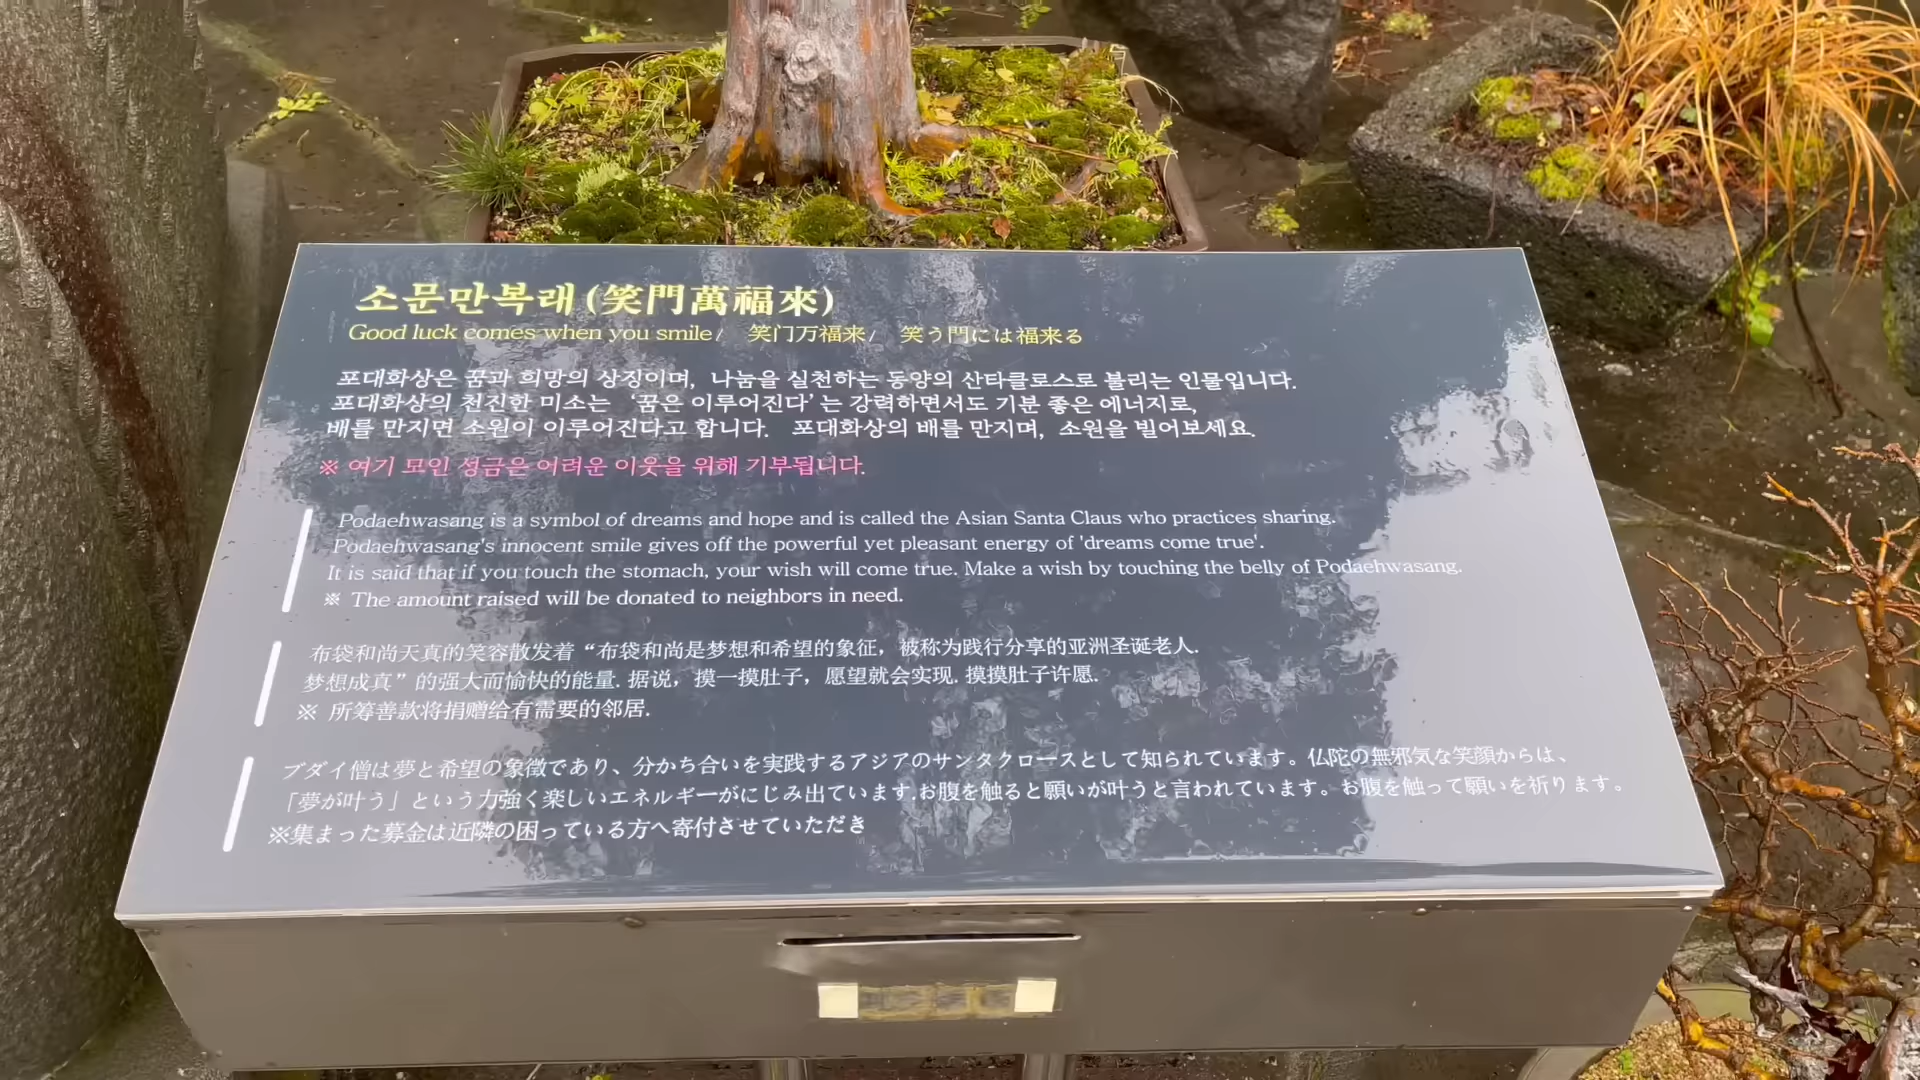 소문만복래(笑門萬福來)
Good luck comes when you smile/ 笑门万福来/ 笑う門には福来る
포대화상은 꿈과 희망의 상징이며, 나눔을 실천하는 동양의 산타클로스로 불리는 인물입니다.
포대화상의 천진한 미소는 ‘꿈은 이루어진다’는 강력하면서도 기분 좋은 에너지로,
배를 만지면 소원이 이루어진다고 합니다. 포대화상의 배를 만지며, 소원을 빌어보세요.
※ 여기 모인 성금은 어려운 이웃을 위해 기부됩니다.
Podaehwasang is a symbol of dreams and hope and is called the Asian Santa Claus who practices sharing.
Podaehwasang's innocent smile gives off the powerful yet pleasant energy of 'dreams come true'.
It is said that if you touch the stomach, your wish will come true. Make a wish by touching the belly of Podaehwasang.
※ The amount raised will be donated to neighbors in need.
布袋和尚天真的笑容散发着“布袋和尚是梦想和希望的象征，被称为践行分享的亚洲圣诞老人.
梦想成真”的强大而愉快的能量. 据说，摸一摸肚子，愿望就会实现. 摸摸肚子许愿.
※ 所筹善款将捐赠给有需要的邻居.
ブダイ僧は夢と希望の象徴であり、分かち合いを実践するアジアのサンタクロースとして知られています。仏陀の無邪気な笑顔からは、
「夢が叶う」という力強く楽しいエネルギーがにじみ出ています.お腹を触ると願いが叶うと言われています。お腹を触って願いを祈ります。
※集まった募金は近隣の困っている方へ寄付させていただき